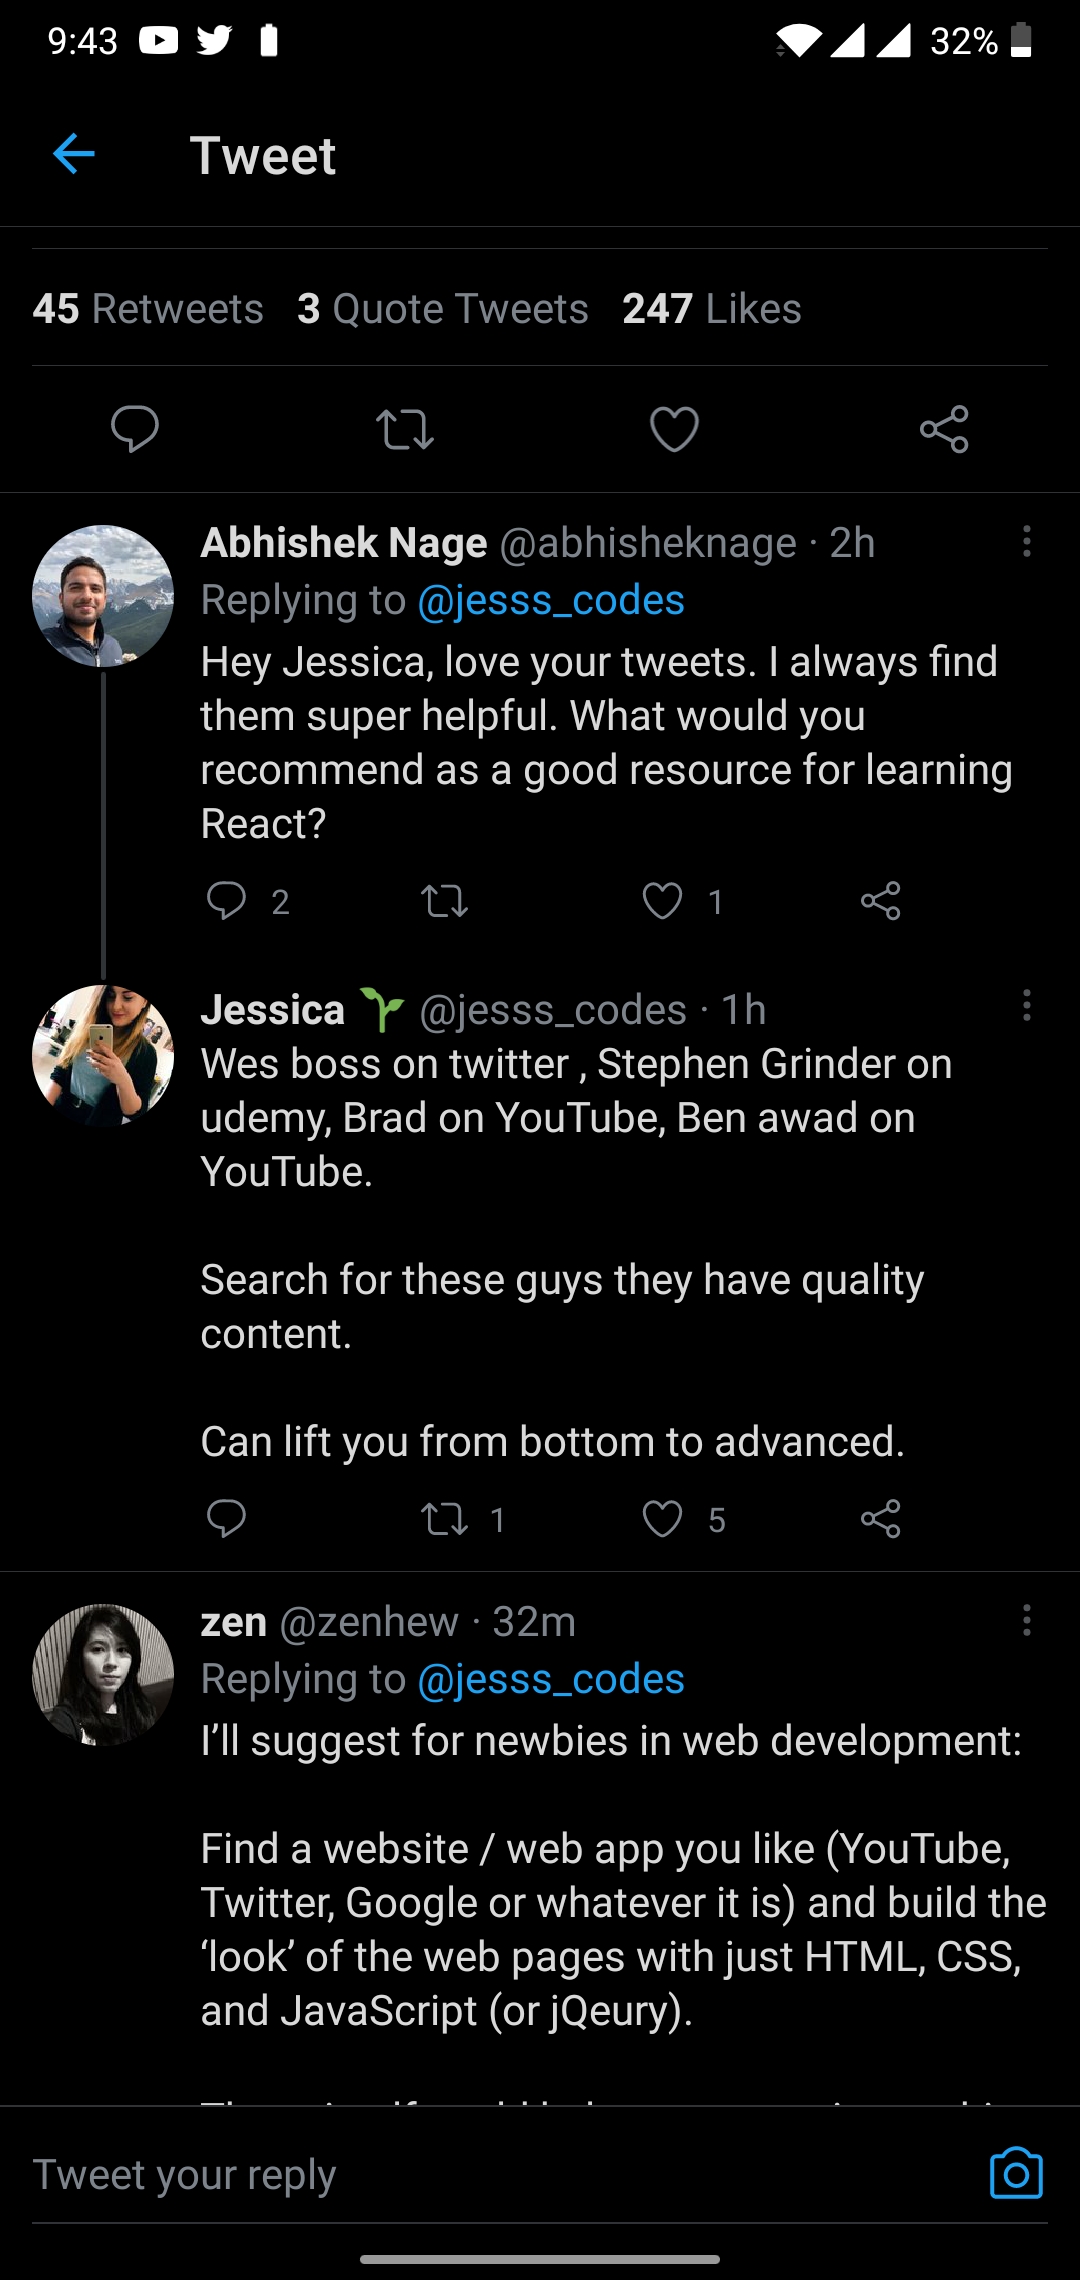 9:43
32%
Tweet
45 Retweets 3 Quote Tweets 247 Likes
Abhishek Nage @abhisheknage · 2h
Replying to @jesss_codes
Hey Jessica, love your tweets. I always find
them super helpful. What would you
recommend as a good resource for learning
React?
2 1
Jessica 🌱 @jesss_codes · 1h
Wes boss on twitter , Stephen Grinder on
udemy, Brad on YouTube, Ben awad on
YouTube.
Search for these guys they have quality
content.
Can lift you from bottom to advanced.
1 5
zen @zenhew · 32m
Replying to @jesss_codes
I’ll suggest for newbies in web development:
Find a website / web app you like (YouTube,
Twitter, Google or whatever it is) and build the
‘look’ of the web pages with just HTML, CSS,
and JavaScript (or jQeury).
Tweet your reply